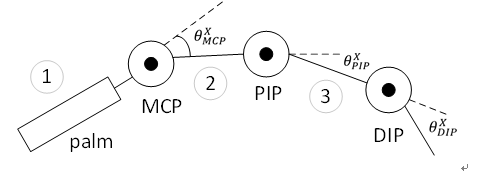 θ^X_MCP
1
2
MCP
palm
PIP
θ^X_PIP
3
DIP
θ^X_DIP